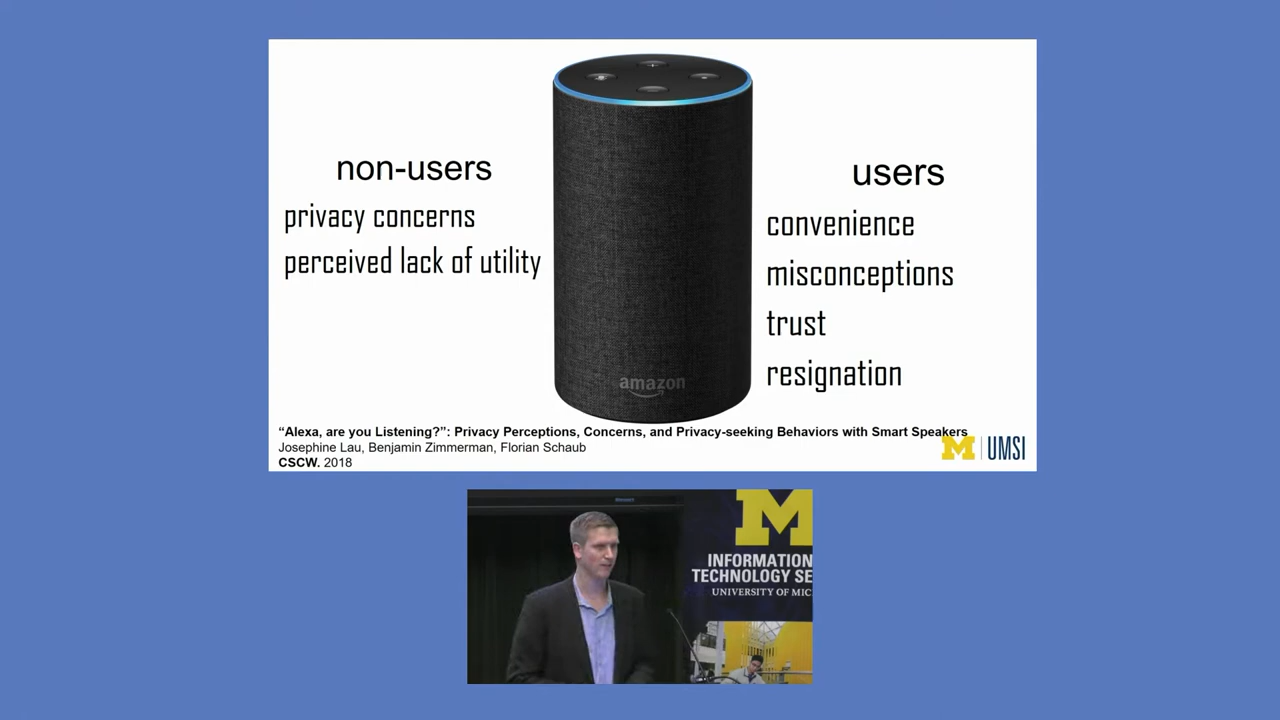 non-users
privacy concerns
perceived lack of utility
users
convenience
misconceptions
trust
resignation
amazon
“Alexa, are you Listening?”: Privacy Perceptions, Concerns, and Privacy-seeking Behaviors with Smart Speakers
Josephine Lau, Benjamin Zimmerman, Florian Schaub
CSCW. 2018
M | UMSI
M
INFORMATION
TECHNOLOGY SE
UNIVERSITY OF MIC